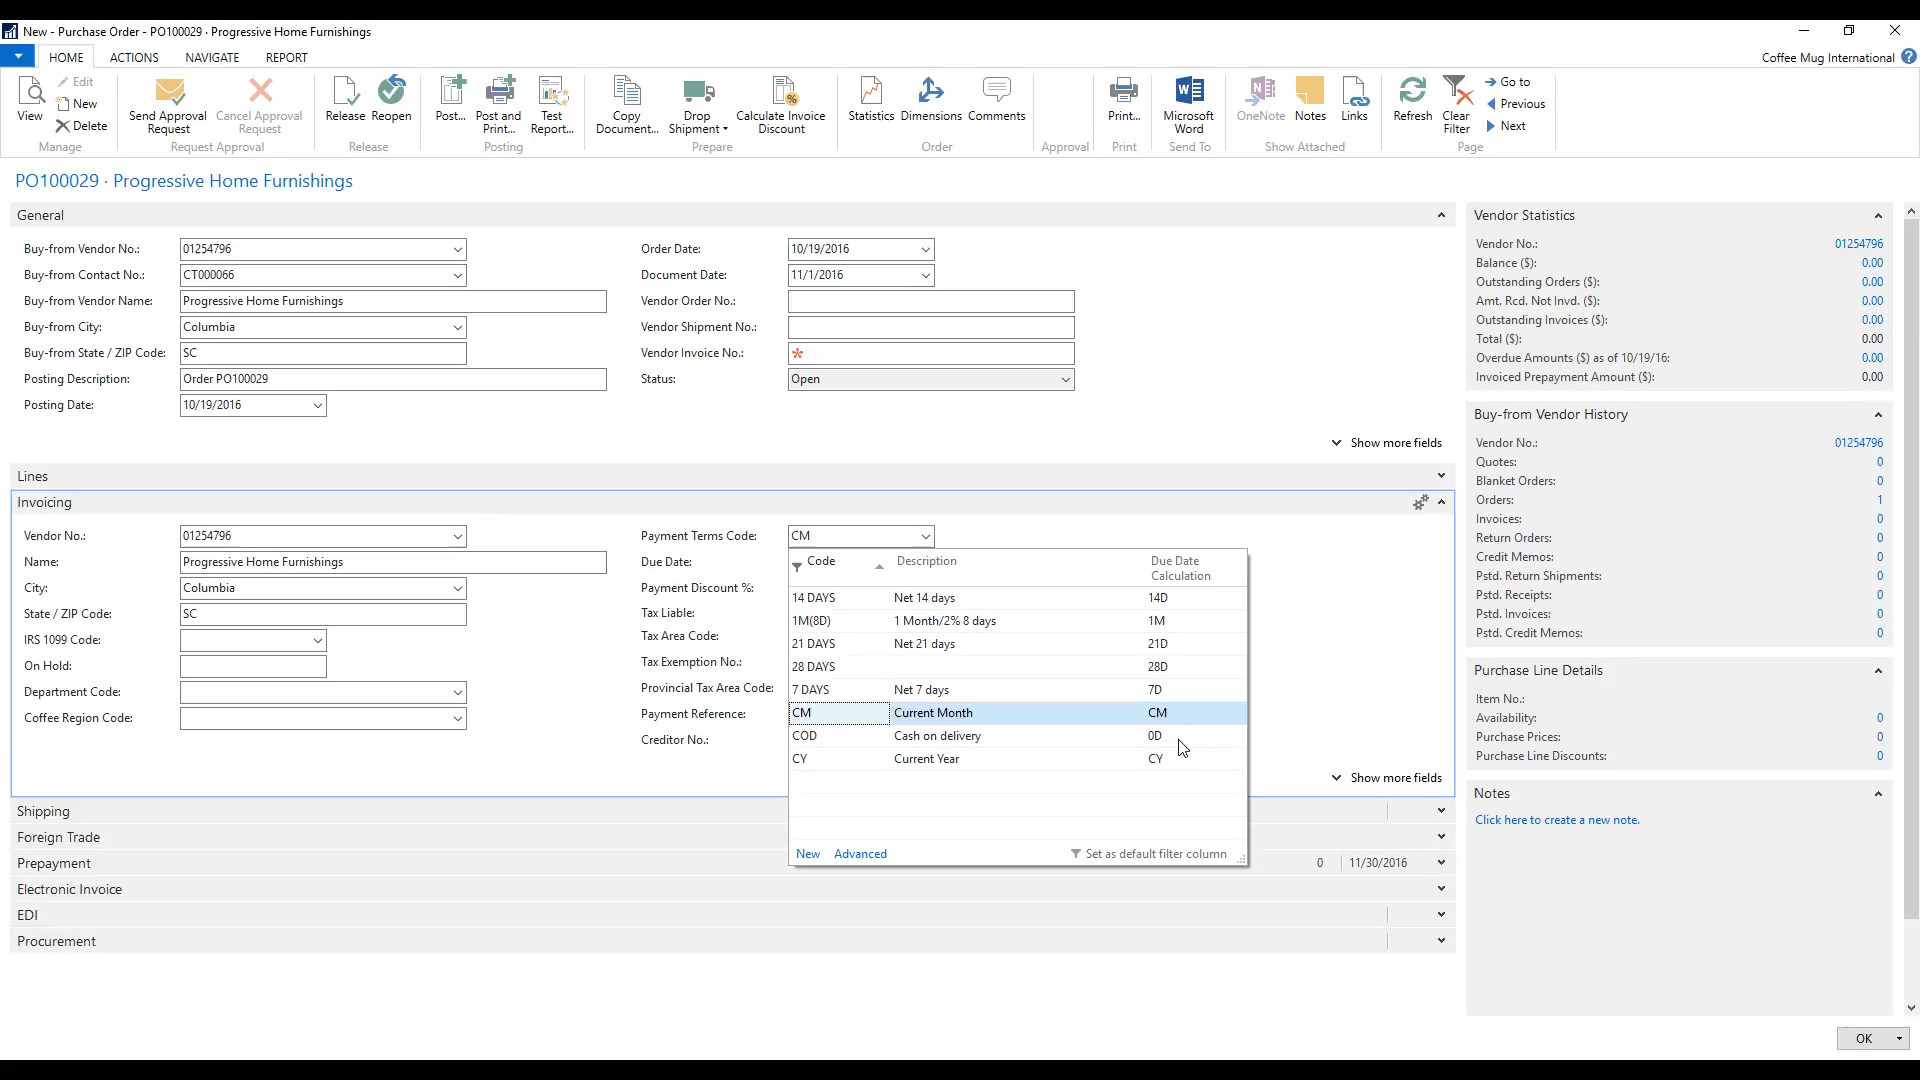 New - Purchase Order - PO100029 · Progressive Home Furnishings
HOME ACTIONS NAVIGATE REPORT
Coffee Mug International
View
Edit
New
Delete
Manage
Send Approval Request
Cancel Approval Request
Request Approval
Release
Reopen
Release
Post...
Post and Print...
Test Report...
Posting
Copy Document...
Drop Shipment
Calculate Invoice Discount
Prepare
Statistics
Dimensions
Comments
Order
Approval
Print...
Print
Microsoft Word
Send To
OneNote
Notes
Links
Show Attached
Refresh
Clear Filter
Go to
Previous
Next
Page
PO100029 · Progressive Home Furnishings
General
Buy-from Vendor No.: 01254796
Buy-from Contact No.: CT000066
Buy-from Vendor Name: Progressive Home Furnishings
Buy-from City: Columbia
Buy-from State / ZIP Code: SC
Posting Description: Order PO100029
Posting Date: 10/19/2016
Order Date: 10/19/2016
Document Date: 11/1/2016
Vendor Order No.:
Vendor Shipment No.:
Vendor Invoice No.: *
Status: Open
Show more fields
Lines
Invoicing
Vendor No.: 01254796
Name: Progressive Home Furnishings
City: Columbia
State / ZIP Code: SC
IRS 1099 Code:
On Hold:
Department Code:
Coffee Region Code:
Payment Terms Code: CM
Due Date:
Payment Discount %:
Tax Liable:
Tax Area Code:
Tax Exemption No.:
Provincial Tax Area Code:
Payment Reference:
Creditor No.:
Code Description Due Date Calculation
14 DAYS Net 14 days 14D
1M(8D) 1 Month/2% 8 days 1M
21 DAYS Net 21 days 21D
28 DAYS 28D
7 DAYS Net 7 days 7D
CM Current Month CM
COD Cash on delivery 0D
CY Current Year CY
New Advanced Set as default filter column
Show more fields
Shipping
Foreign Trade
Prepayment 0 11/30/2016
Electronic Invoice
EDI
Procurement
Vendor Statistics
Vendor No.: 01254796
Balance ($): 0.00
Outstanding Orders ($): 0.00
Amt. Rcd. Not Invd. ($): 0.00
Outstanding Invoices ($): 0.00
Total ($): 0.00
Overdue Amounts ($) as of 10/19/16: 0.00
Invoiced Prepayment Amount ($): 0.00
Buy-from Vendor History
Vendor No.: 01254796
Quotes: 0
Blanket Orders: 0
Orders: 1
Invoices: 0
Return Orders: 0
Credit Memos: 0
Pstd. Return Shipments: 0
Pstd. Receipts: 0
Pstd. Invoices: 0
Pstd. Credit Memos: 0
Purchase Line Details
Item No.:
Availability: 0
Purchase Prices: 0
Purchase Line Discounts: 0
Notes
Click here to create a new note.
OK